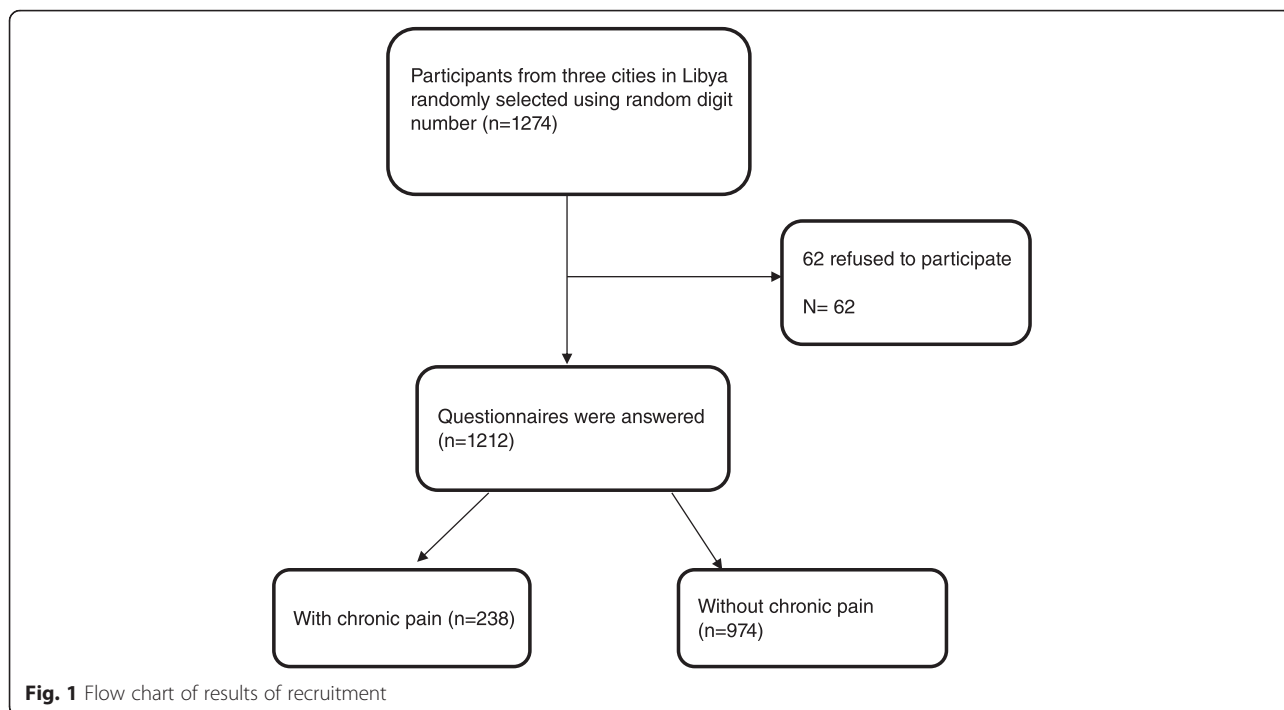 Participants from three cities in Libya
randomly selected using random digit
number (n=1274)
62 refused to participate
N= 62
Questionnaires were answered
(n=1212)
With chronic pain (n=238)
Without chronic pain
(n=974)
Fig. 1 Flow chart of results of recruitment